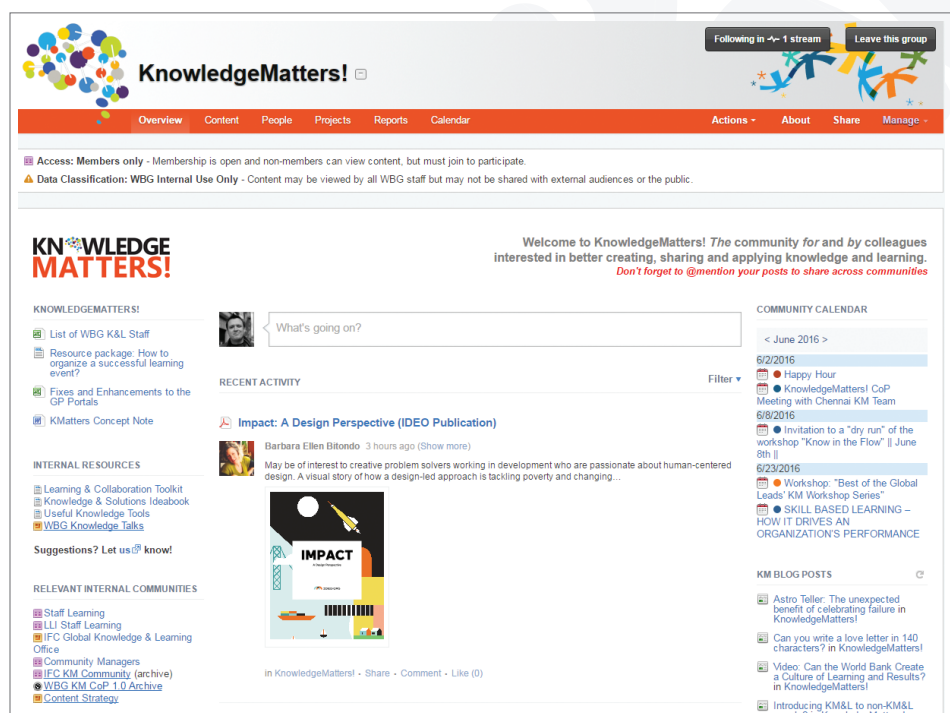 Following in 1 stream
Leave this group
KnowledgeMatters!
Overview
Content
People
Projects
Reports
Calendar
Actions
About
Share
Manage
Access: Members only - Membership is open and non-members can view content, but must join to participate.
Data Classification: WBG Internal Use Only - Content may be viewed by all WBG staff but may not be shared with external audiences or the public.
KNOWLEDGE
MATTERS!
Welcome to KnowledgeMatters! The community for and by colleagues
interested in better creating, sharing and applying knowledge and learning.
Don't forget to @mention your posts to share across communities
KNOWLEDGEMATTERS!
List of WBG K&L Staff
Resource package: How to
organize a successful learning
event?
Fixes and Enhancements to the
GP Portals
KMatters Concept Note
INTERNAL RESOURCES
Learning & Collaboration Toolkit
Knowledge & Solutions Ideabook
Useful Knowledge Tools
WBG Knowledge Talks
Suggestions? Let us know!
RELEVANT INTERNAL COMMUNITIES
Staff Learning
LLI Staff Learning
IFC Global Knowledge & Learning
Office
Community Managers
IFC KM Community (archive)
WBG KM CoP 1.0 Archive
Content Strategy
What's going on?
RECENT ACTIVITY
Filter
Impact: A Design Perspective (IDEO Publication)
Barbara Ellen Bitondo 3 hours ago (Show more)
May be of interest to creative problem solvers working in development who are passionate about human-centered
design. A visual story of how a design-led approach is tackling poverty and changing…
IMPACT
A Design Perspective
in KnowledgeMatters! • Share • Comment • Like (0)
COMMUNITY CALENDAR
< June 2016 >
6/2/2016
Happy Hour
KnowledgeMatters! CoP
Meeting with Chennai KM Team
6/8/2016
Invitation to a "dry run" of the
workshop "Know in the Flow" || June
8th ||
6/23/2016
Workshop: "Best of the Global
Leads' KM Workshop Series"
SKILL BASED LEARNING –
HOW IT DRIVES AN
ORGANIZATION'S PERFORMANCE
KM BLOG POSTS
Astro Teller: The unexpected
benefit of celebrating failure in
KnowledgeMatters!
Can you write a love letter in 140
characters? in KnowledgeMatters!
Video: Can the World Bank Create
a Culture of Learning and Results?
in KnowledgeMatters!
Introducing KM&L to non-KM&L